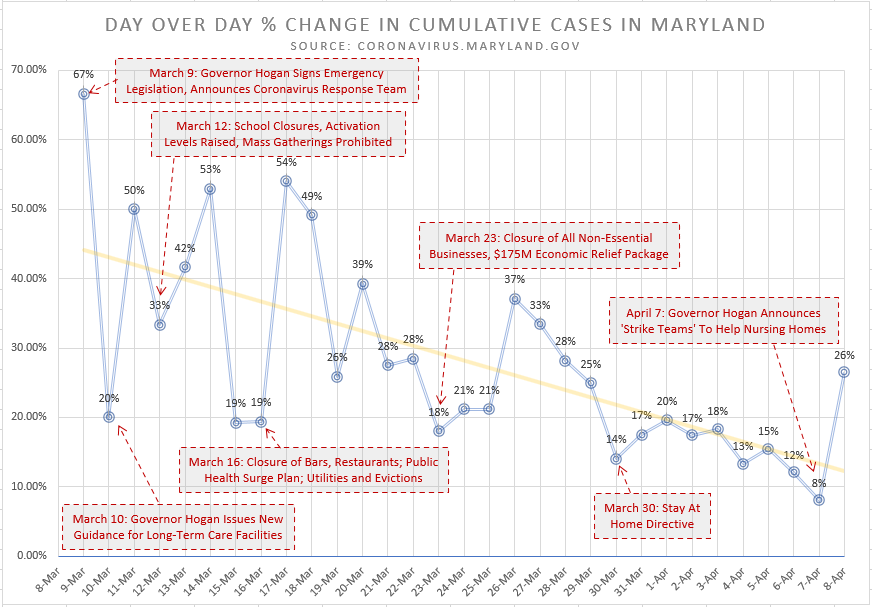 DAY OVER DAY % CHANGE IN CUMULATIVE CASES IN MARYLAND
SOURCE: CORONAVIRUS.MARYLAND.GOV
70.00%
60.00%
50.00%
40.00%
30.00%
20.00%
10.00%
0.00%
67%
20%
50%
33%
42%
53%
19%
19%
54%
49%
26%
39%
28%
28%
18%
21%
21%
37%
33%
28%
25%
14%
17%
20%
17%
18%
13%
15%
12%
8%
26%
March 9: Governor Hogan Signs Emergency
Legislation, Announces Coronavirus Response Team
March 12: School Closures, Activation
Levels Raised, Mass Gatherings Prohibited
March 23: Closure of All Non-Essential
Businesses, $175M Economic Relief Package
April 7: Governor Hogan Announces
'Strike Teams' To Help Nursing Homes
March 16: Closure of Bars, Restaurants; Public
Health Surge Plan; Utilities and Evictions
March 10: Governor Hogan Issues New
Guidance for Long-Term Care Facilities
March 30: Stay At
Home Directive
8-Mar
9-Mar
10-Mar
11-Mar
12-Mar
13-Mar
14-Mar
15-Mar
16-Mar
17-Mar
18-Mar
19-Mar
20-Mar
21-Mar
22-Mar
23-Mar
24-Mar
25-Mar
26-Mar
27-Mar
28-Mar
29-Mar
30-Mar
31-Mar
1-Apr
2-Apr
3-Apr
4-Apr
5-Apr
6-Apr
7-Apr
8-Apr